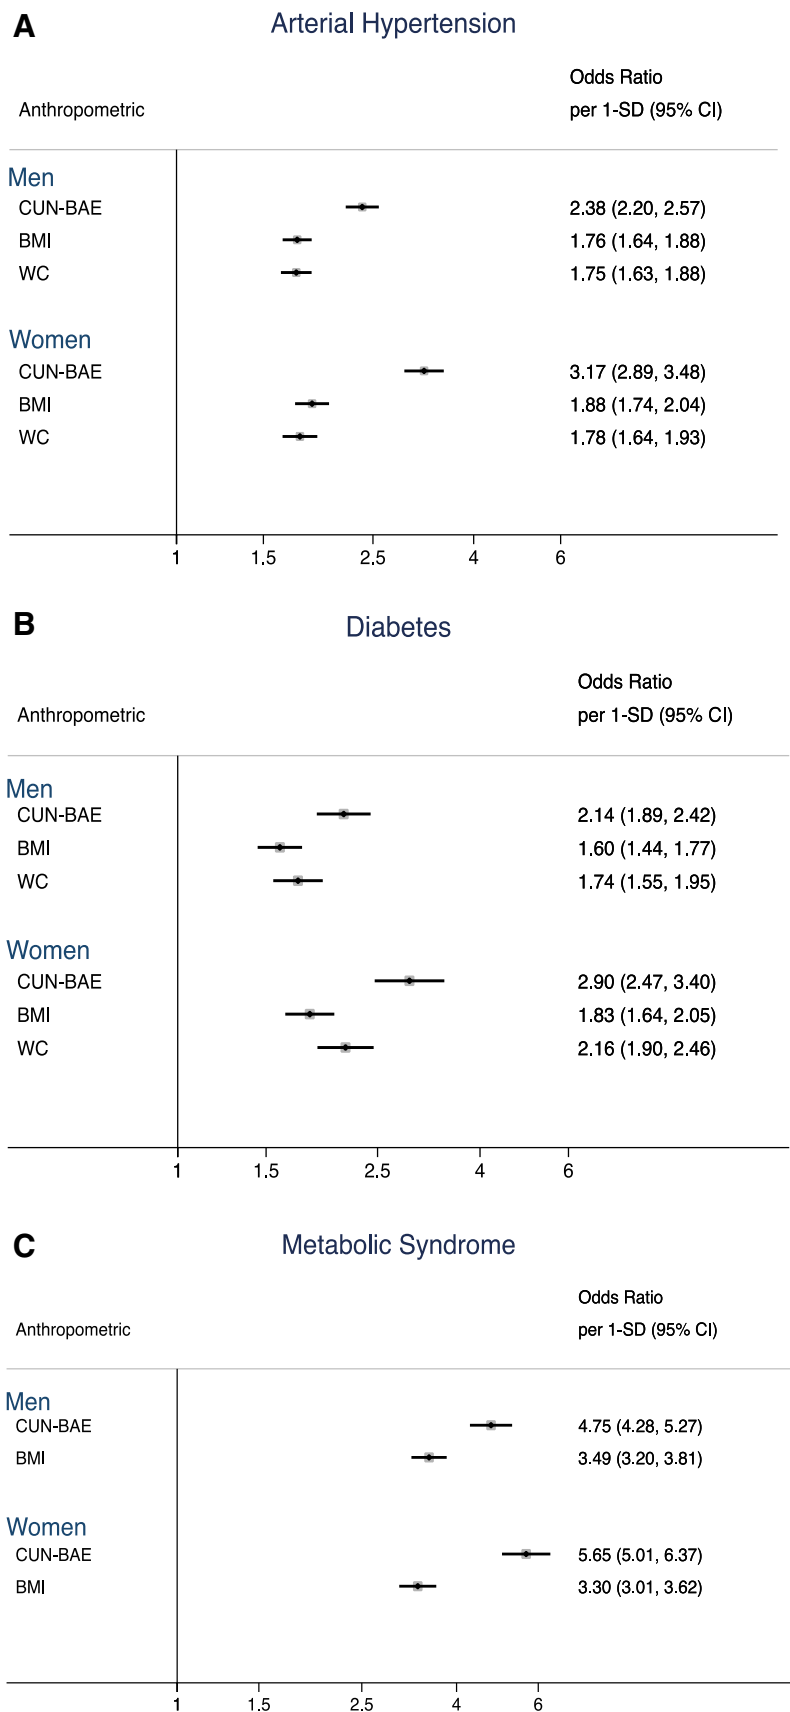 A
Arterial Hypertension
Odds Ratio
Anthropometric per 1-SD (95% CI)
Men
CUN-BAE 2.38 (2.20, 2.57)
BMI 1.76 (1.64, 1.88)
WC 1.75 (1.63, 1.88)
Women
CUN-BAE 3.17 (2.89, 3.48)
BMI 1.88 (1.74, 2.04)
WC 1.78 (1.64, 1.93)
1 1.5 2.5 4 6
B
Diabetes
Odds Ratio
Anthropometric per 1-SD (95% CI)
Men
CUN-BAE 2.14 (1.89, 2.42)
BMI 1.60 (1.44, 1.77)
WC 1.74 (1.55, 1.95)
Women
CUN-BAE 2.90 (2.47, 3.40)
BMI 1.83 (1.64, 2.05)
WC 2.16 (1.90, 2.46)
1 1.5 2.5 4 6
C
Metabolic Syndrome
Odds Ratio
Anthropometric per 1-SD (95% CI)
Men
CUN-BAE 4.75 (4.28, 5.27)
BMI 3.49 (3.20, 3.81)
Women
CUN-BAE 5.65 (5.01, 6.37)
BMI 3.30 (3.01, 3.62)
1 1.5 2.5 4 6